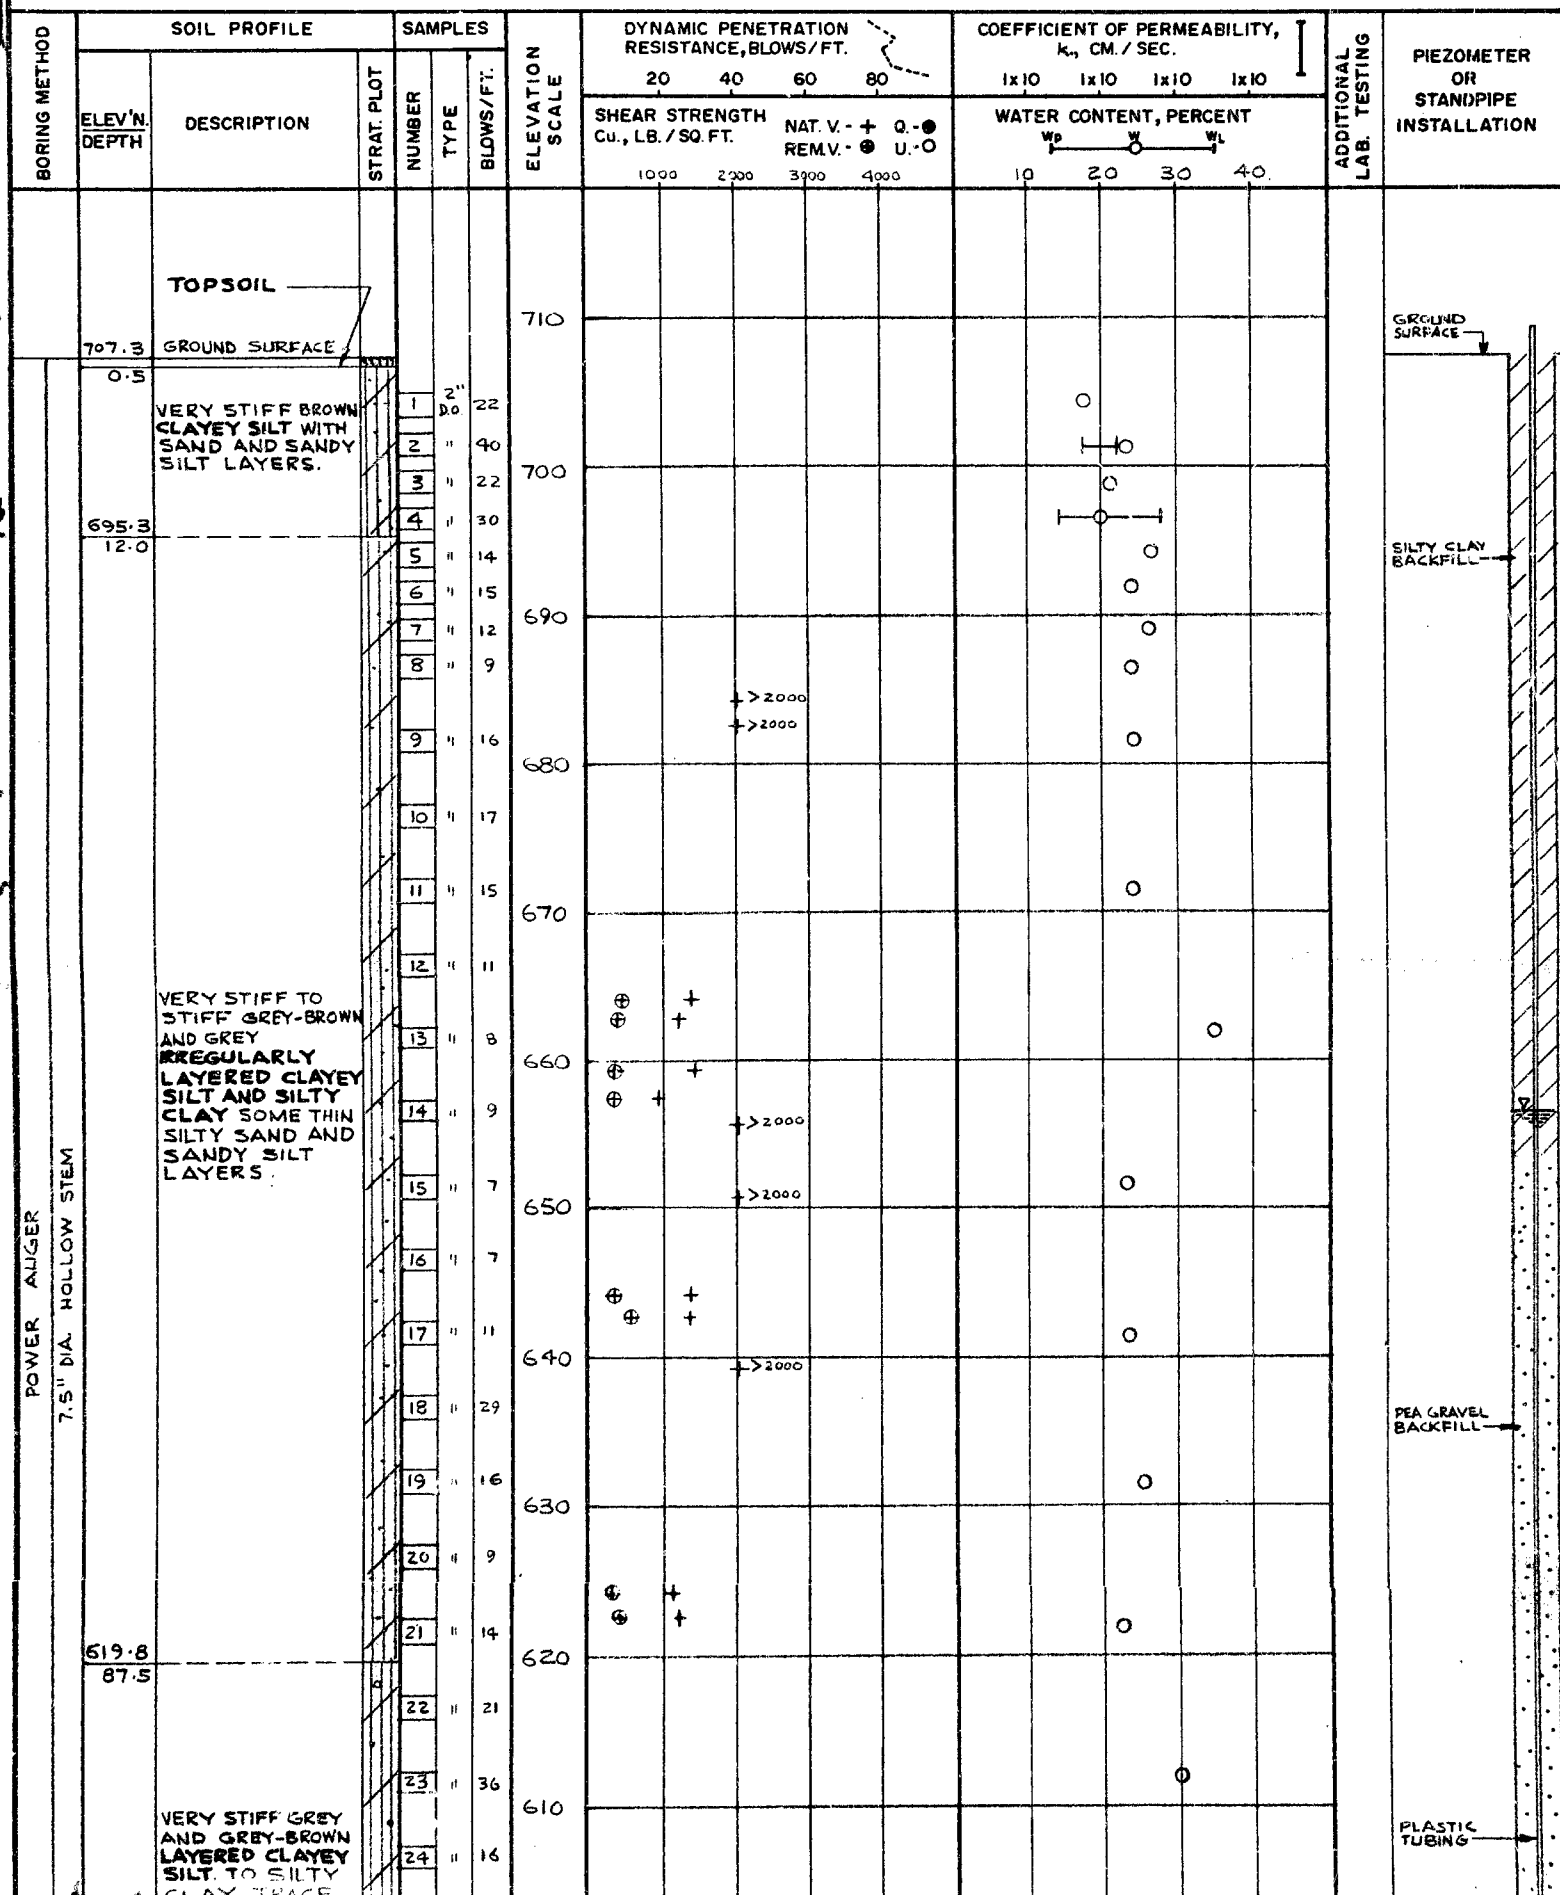 BORING METHOD
SOIL PROFILE
ELEV'N.
DEPTH
DESCRIPTION
STRAT. PLOT
SAMPLES
NUMBER
TYPE
BLOWS/FT.
ELEVATION
SCALE
DYNAMIC PENETRATION
RESISTANCE, BLOWS/FT.
20 40 60 80
SHEAR STRENGTH
Cu., LB./SQ.FT.
NAT. V. - + Q. - ●
REM.V. - ⊕ U. - O
1000 2000 3000 4000
COEFFICIENT OF PERMEABILITY,
k., CM./SEC.
1x10 1x10 1x10 1x10
WATER CONTENT, PERCENT
Wp W WL
10 20 30 40.
ADDITIONAL
LAB. TESTING
PIEZOMETER
OR
STANDPIPE
INSTALLATION
TOPSOIL
707.3 GROUND SURFACE
0.5
VERY STIFF BROWN
CLAYEY SILT WITH
SAND AND SANDY
SILT LAYERS.
695.3
12.0
VERY STIFF TO
STIFF GREY-BROWN
AND GREY
IRREGULARLY
LAYERED CLAYEY
SILT AND SILTY
CLAY SOME THIN
SILTY SAND AND
SANDY SILT
LAYERS.
619.8
87.5
VERY STIFF GREY
AND GREY-BROWN
LAYERED CLAYEY
SILT. TO SILTY
CLAY TRACE
POWER AUGER
7.5" DIA. HOLLOW STEM
1 2" D.O. 22
2 " 40
3 " 22
4 " 30
5 " 14
6 " 15
7 " 12
8 " 9
9 " 16
10 " 17
11 " 15
12 " 11
13 " 8
14 " 9
15 " 7
16 " 7
17 " 11
18 " 29
19 " 16
20 " 9
21 " 14
22 " 21
23 " 36
24 " 16
710
700
690
680
670
660
650
640
630
620
610
>2000
>2000
>2000
>2000
>2000
GROUND
SURFACE
SILTY CLAY
BACKFILL
PEA GRAVEL
BACKFILL
PLASTIC
TUBING